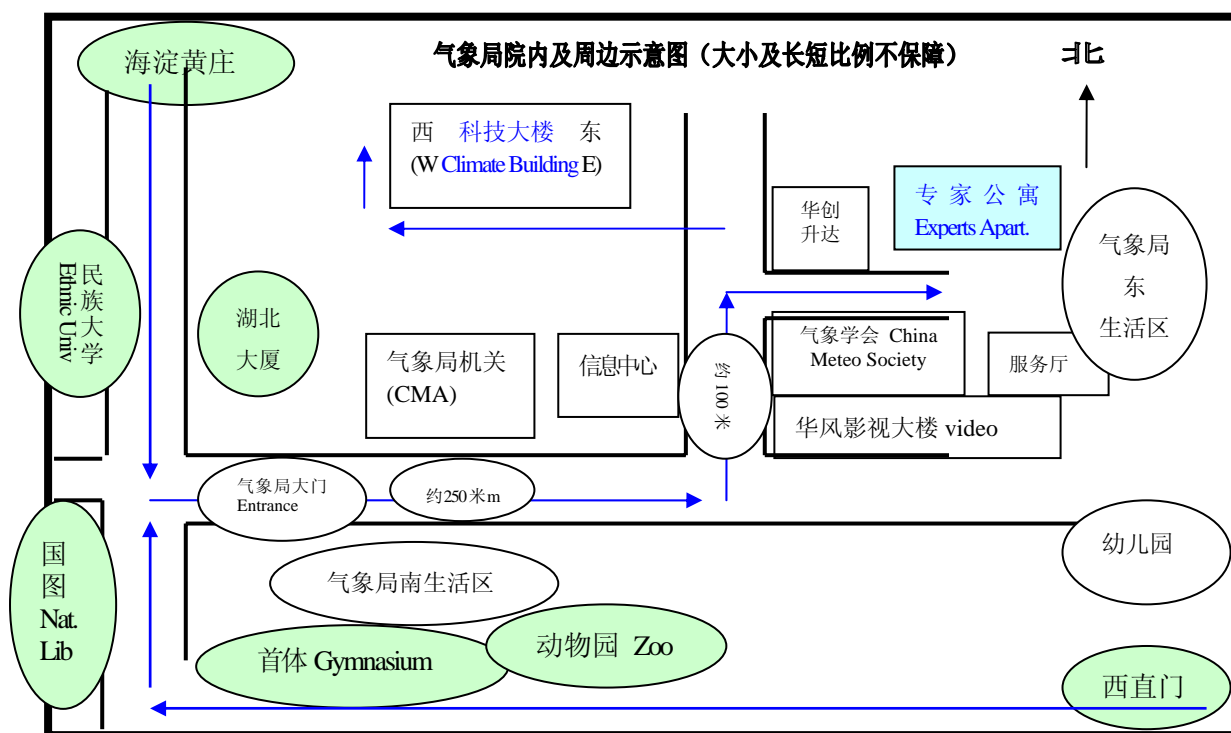 海淀黄庄
气象局院内及周边示意图（大小及长短比例不保障）
北
西 科技大楼 东
(W Climate Building E)
华创
升达
专家公寓
Experts Apart.
气象局
东
生活区
民族大学
Ethnic Univ
湖北
大厦
气象局机关
(CMA)
信息中心
约100米
气象学会 China
Meteo Society
服务厅
华风影视大楼 video
气象局大门
Entrance
约250米m
国
图
Nat.
Lib
幼儿园
气象局南生活区
首体 Gymnasium
动物园 Zoo
西直门